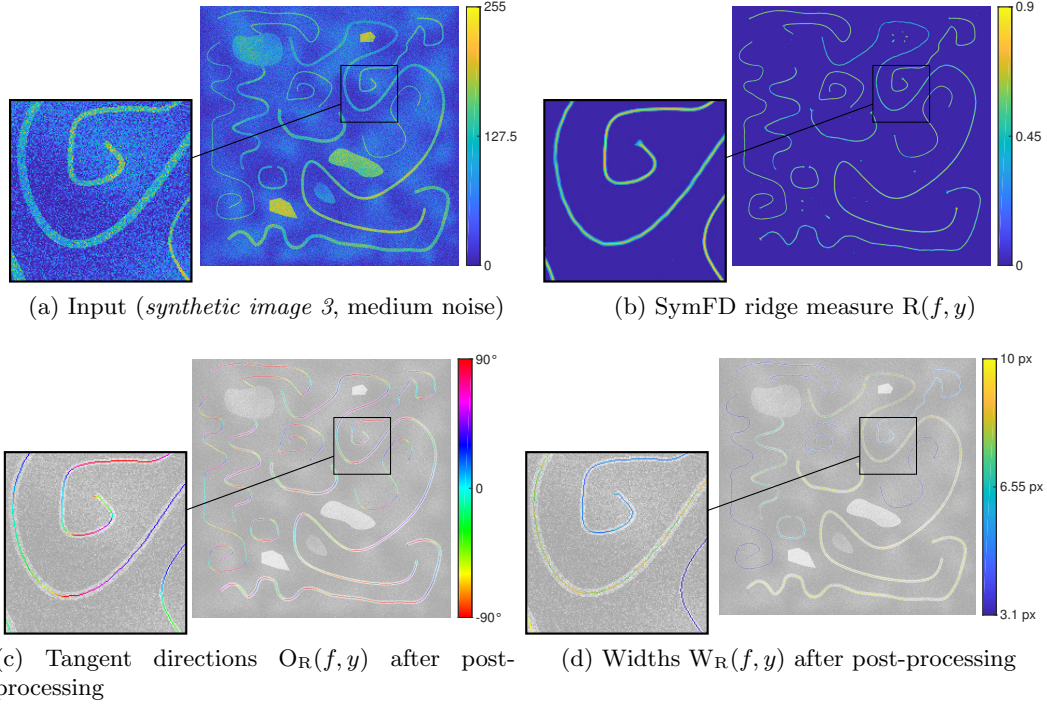 255
127.5
0
0.9
0.45
0
(a) Input (synthetic image 3, medium noise)
(b) SymFD ridge measure R(f, y)
90°
0
-90°
10 px
6.55 px
3.1 px
(c) Tangent directions O_R(f, y) after post-
processing
(d) Widths W_R(f, y) after post-processing